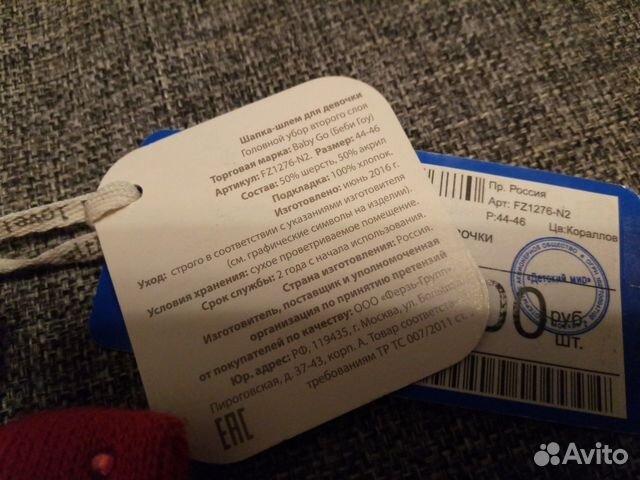 Шапка-шлем для девочки
Головной убор второго слоя
Торговая марка: Baby Go (Беби Гоу)
Артикул: FZ1276-N2. Размер: 44-46
Состав: 50% шерсть, 50% акрил
Подкладка: 100% хлопок.
Изготовлено: июнь 2016 г.
Уход: строго в соответствии с указаниями изготовителя
(см. графические символы на изделии).
Условия хранения: сухое проветриваемое помещение.
Срок службы: 2 года с начала использования.
Страна изготовления: Россия.
Изготовитель, поставщик и уполномоченная
организация по принятию претензий
от покупателей по качеству: ООО «Ферзь-Групп»
Юр. адрес: РФ, 119435, г. Москва, ул. Большая
Пироговская, д. 37-43, корп. А. Товар соответствует
требованиям ТР ТС 007/2011 ст.
EAC
Пр. Россия
Арт: FZ1276-N2
Р:44-46 Цв:Кораллов
ОЧКИ
"Детский мир"
00 руб.
шт.
Avito